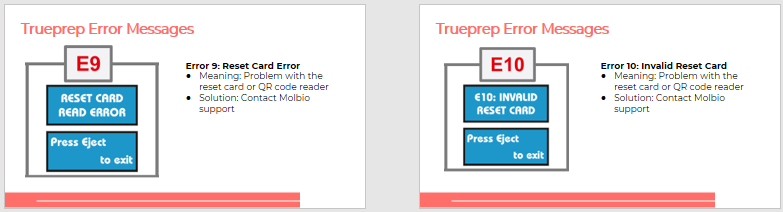 Trueprep Error Messages
E9
RESET CARD
READ ERROR
Press Eject
to exit
Error 9: Reset Card Error
● Meaning: Problem with the
reset card or QR code reader
● Solution: Contact Molbio
support
Trueprep Error Messages
E10
E10: INVALID
RESET CARD
Press Eject
to exit
Error 10: Invalid Reset Card
● Meaning: Problem with the
reset card or QR code reader
● Solution: Contact Molbio
support